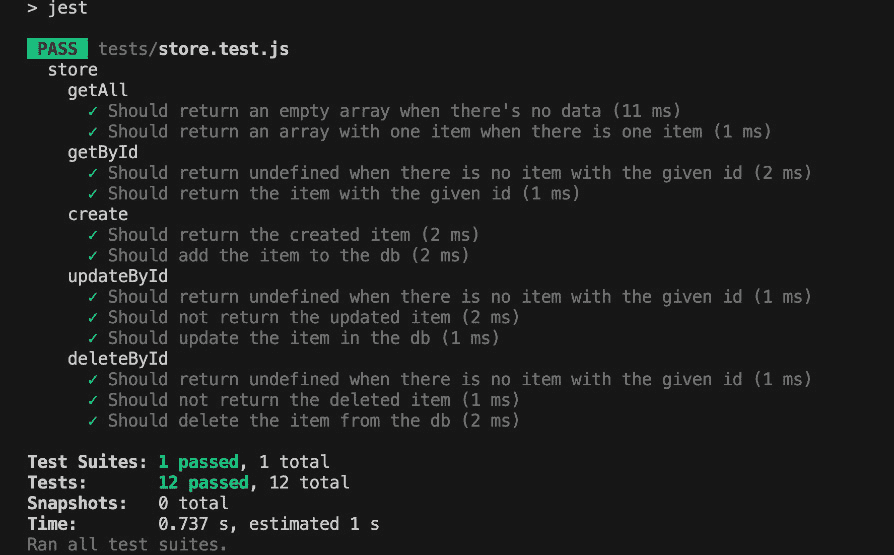 > jest
PASS tests/store.test.js
store
getAll
✓ Should return an empty array when there's no data (11 ms)
✓ Should return an array with one item when there is one item (1 ms)
getById
✓ Should return undefined when there is no item with the given id (2 ms)
✓ Should return the item with the given id (1 ms)
create
✓ Should return the created item (2 ms)
✓ Should add the item to the db (2 ms)
updateById
✓ Should return undefined when there is no item with the given id (1 ms)
✓ Should not return the updated item (2 ms)
✓ Should update the item in the db (1 ms)
deleteById
✓ Should return undefined when there is no item with the given id (1 ms)
✓ Should not return the deleted item (1 ms)
✓ Should delete the item from the db (2 ms)
Test Suites: 1 passed, 1 total
Tests: 12 passed, 12 total
Snapshots: 0 total
Time: 0.737 s, estimated 1 s
Ran all test suites.